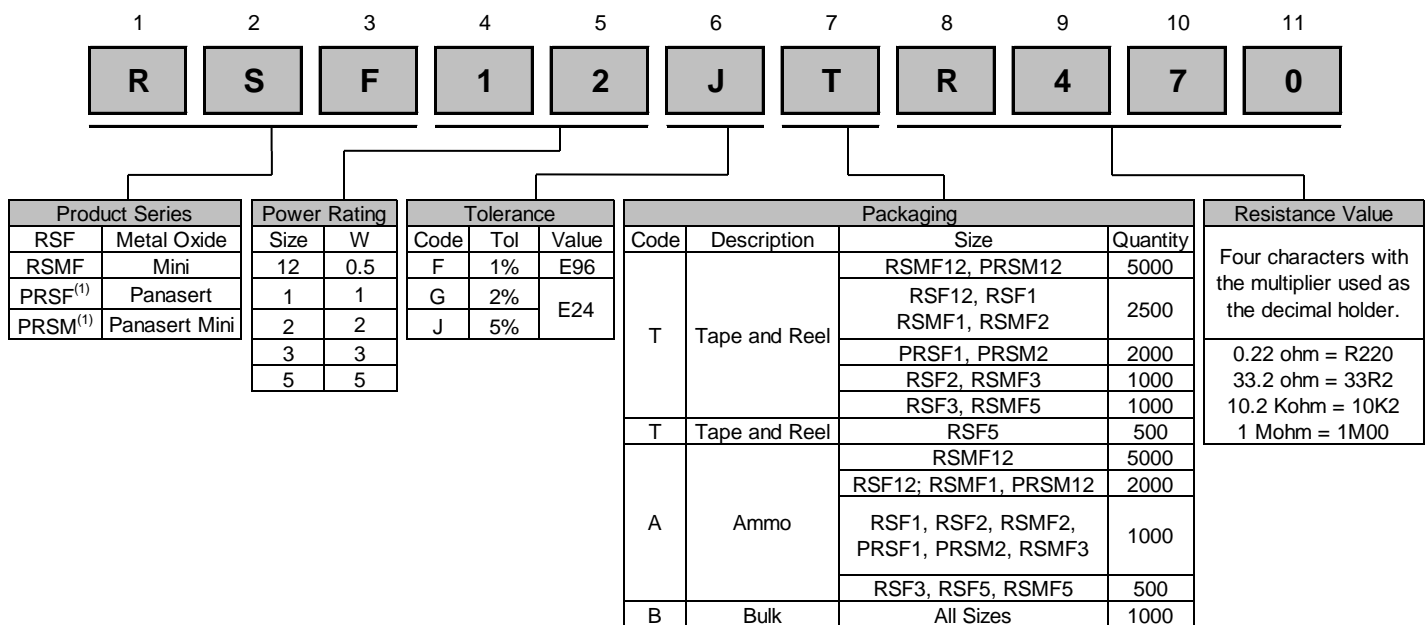 1 2 3 4 5 6 7 8 9 10 11
R S F 1 2 J T R 4 7 0
Product Series
RSF Metal Oxide
RSMF Mini
PRSF(1) Panasert
PRSM(1) Panasert Mini
Power Rating
Size W
12 0.5
1 1
2 2
3 3
5 5
Tolerance
Code Tol Value
F 1% E96
G 2% E24
J 5%
Packaging
Code Description Size Quantity
T Tape and Reel
RSMF12, PRSM12 5000
RSF12, RSF1
RSMF1, RSMF2
2500
PRSF1, PRSM2 2000
RSF2, RSMF3 1000
RSF3, RSMF5 1000
T Tape and Reel RSF5 500
A Ammo
RSMF12 5000
RSF12; RSMF1, PRSM12 2000
RSF1, RSF2, RSMF2,
PRSF1, PRSM2, RSMF3
1000
RSF3, RSF5, RSMF5 500
B Bulk All Sizes 1000
Resistance Value
Four characters with
the multiplier used as
the decimal holder.
0.22 ohm = R220
33.2 ohm = 33R2
10.2 Kohm = 10K2
1 Mohm = 1M00